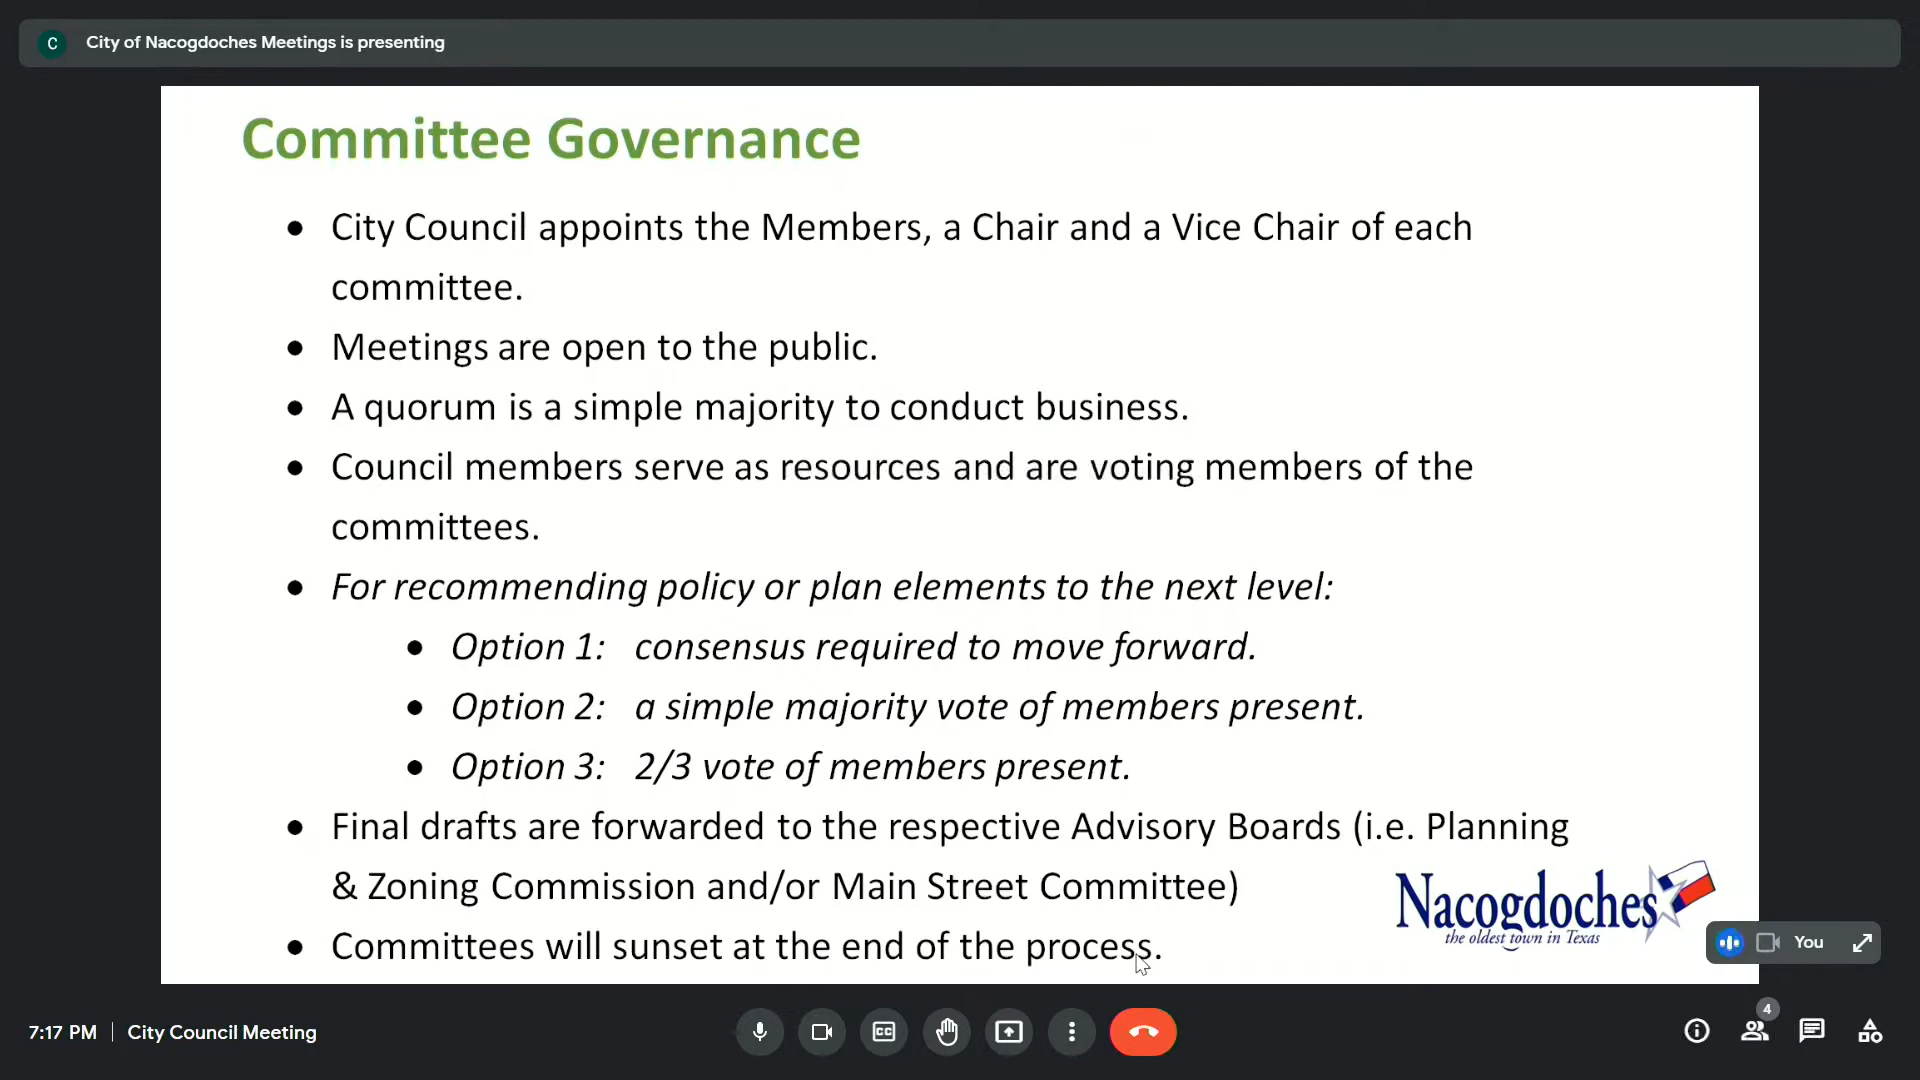 C City of Nacogdoches Meetings is presenting
Committee Governance
• City Council appoints the Members, a Chair and a Vice Chair of each
committee.
• Meetings are open to the public.
• A quorum is a simple majority to conduct business.
• Council members serve as resources and are voting members of the
committees.
• For recommending policy or plan elements to the next level:
• Option 1: consensus required to move forward.
• Option 2: a simple majority vote of members present.
• Option 3: 2/3 vote of members present.
• Final drafts are forwarded to the respective Advisory Boards (i.e. Planning
& Zoning Commission and/or Main Street Committee)
• Committees will sunset at the end of the process.
Nacogdoches
the oldest town in Texas
You
7:17 PM | City Council Meeting
CC
4